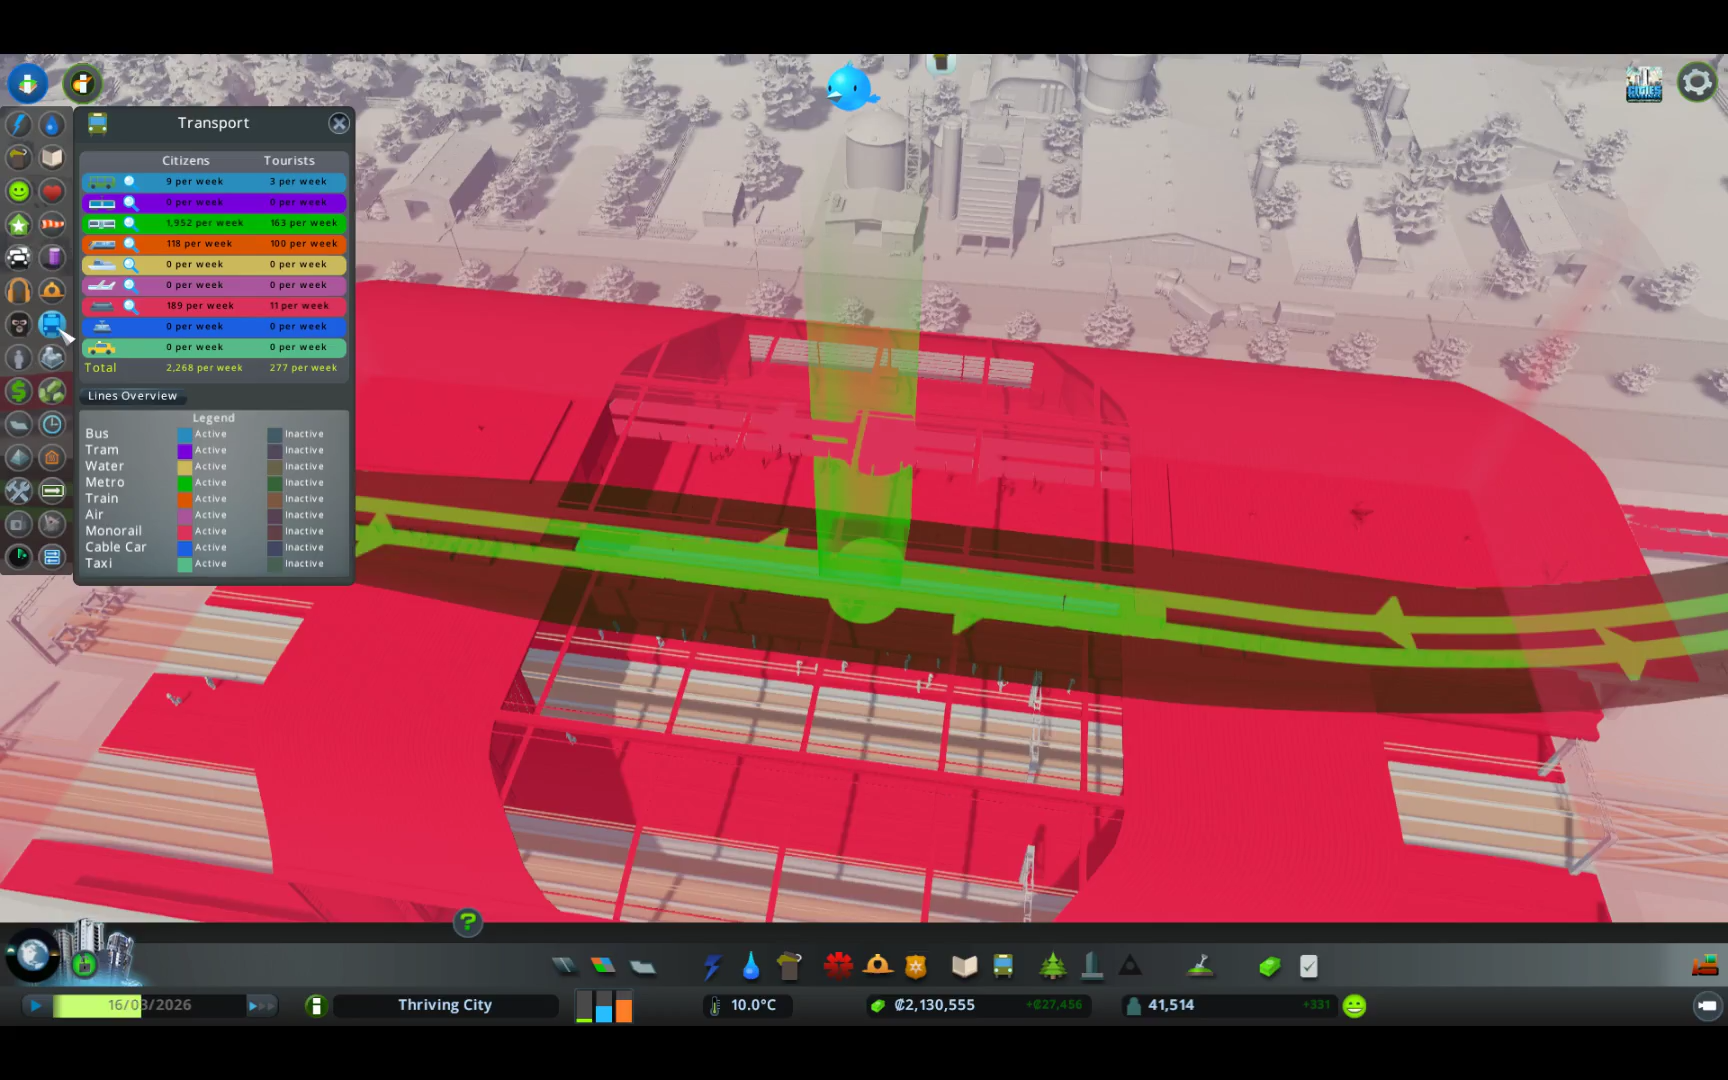 Transport
Citizens Tourists
9 per week 3 per week
0 per week 0 per week
1,952 per week 163 per week
118 per week 100 per week
0 per week 0 per week
0 per week 0 per week
189 per week 11 per week
0 per week 0 per week
0 per week 0 per week
Total 2,268 per week 277 per week
Lines Overview
Legend
Bus Active Inactive
Tram Active Inactive
Water Active Inactive
Metro Active Inactive
Train Active Inactive
Air Active Inactive
Monorail Active Inactive
Cable Car Active Inactive
Taxi Active Inactive
CITIES
?
16/03/2026
Thriving City
10.0°C
₡2,130,555
+₡27,456
41,514
+331